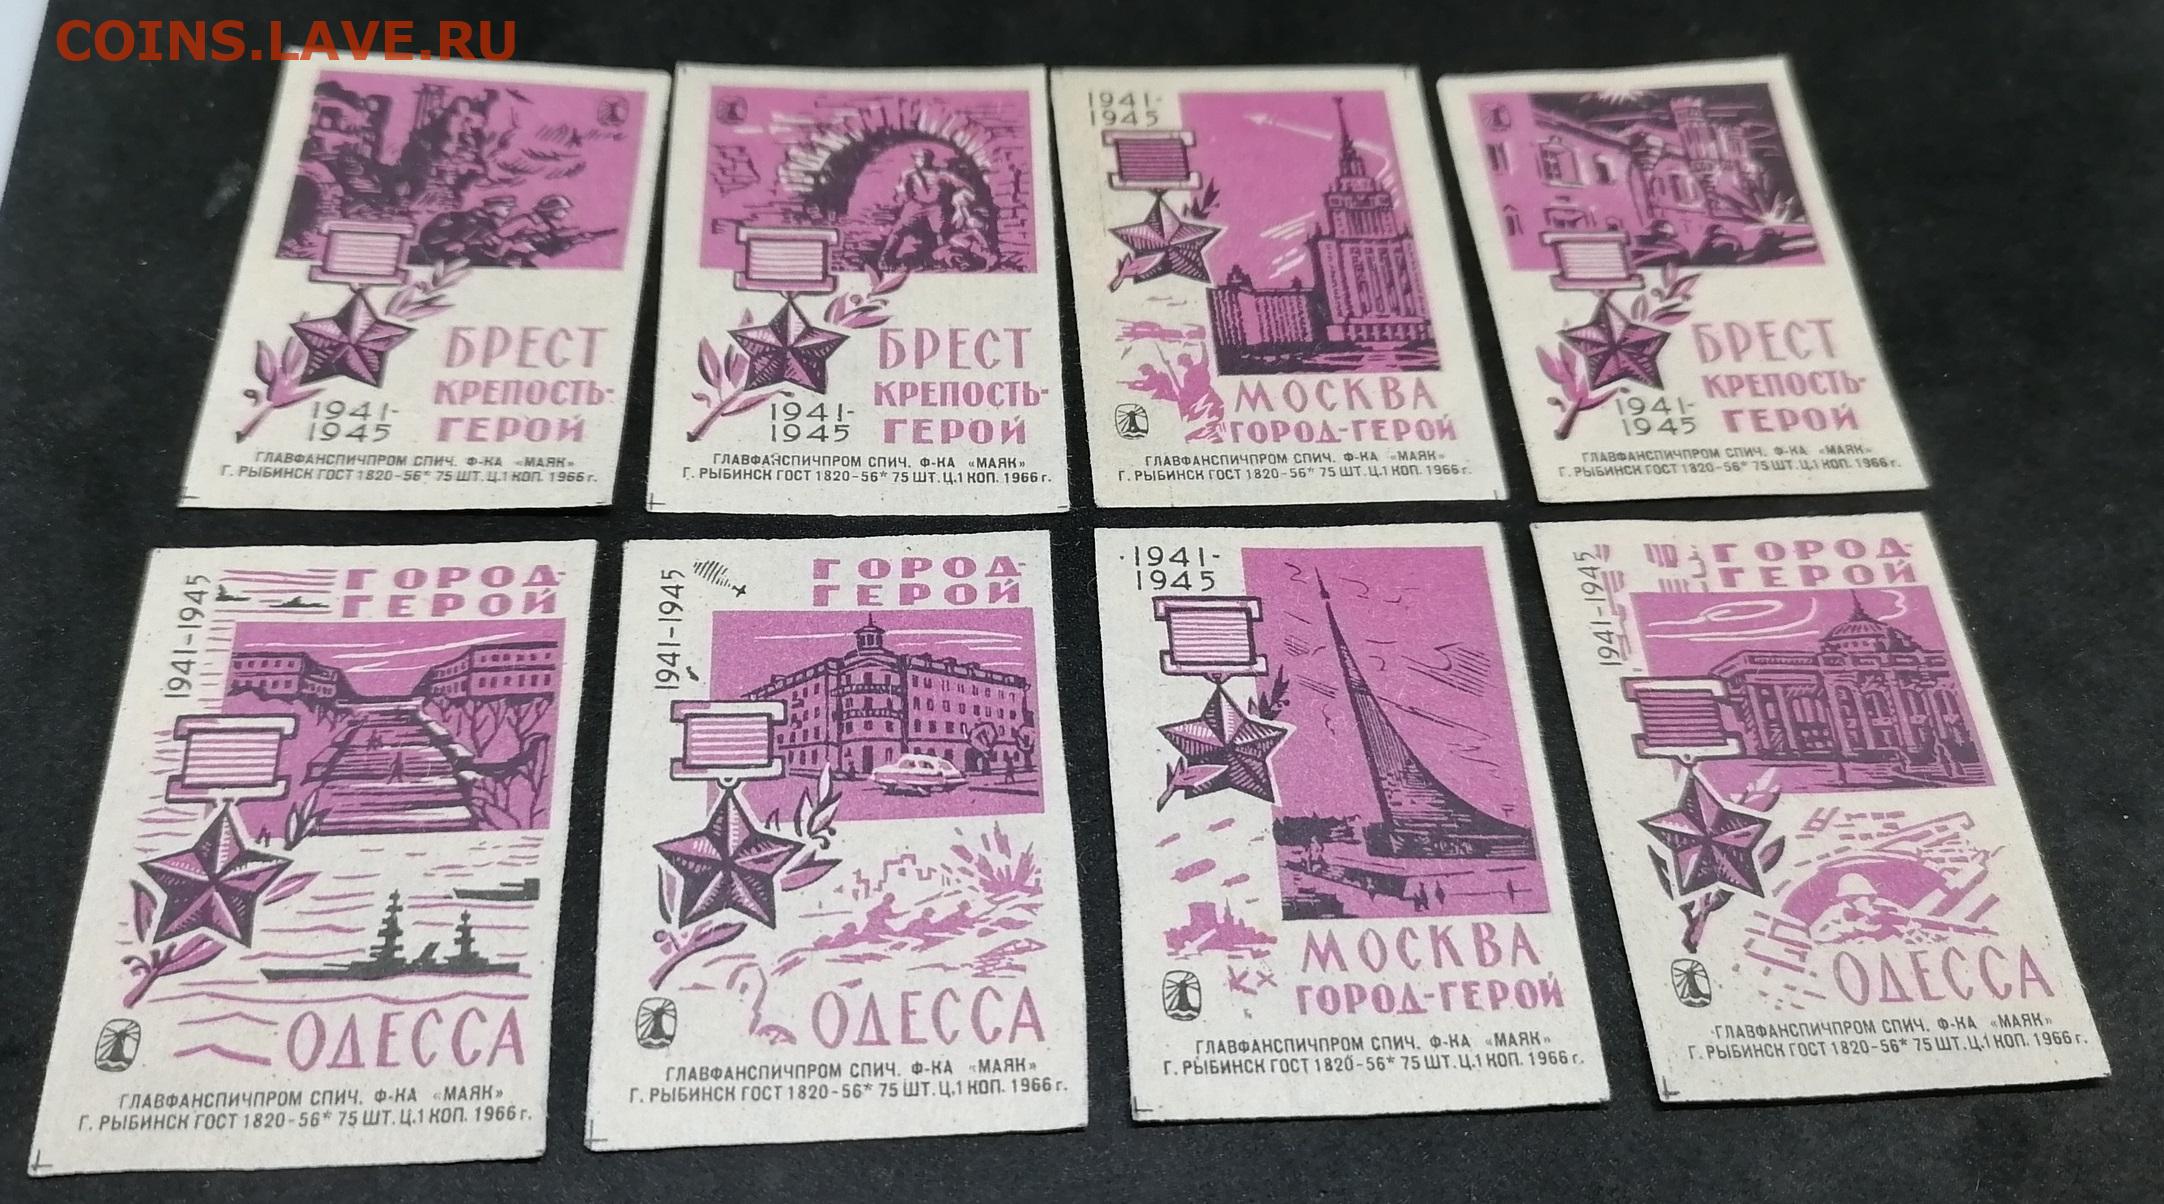 COINS.LAVE.RU
БРЕСТ
КРЕПОСТЬ-
ГЕРОЙ
1941-
1945
ГЛАВФАНСПИЧПРОМ СПИЧ. Ф-КА «МАЯК»
Г. РЫБИНСК ГОСТ 1820-56* 75 ШТ. Ц.1 КОП. 1966 г.
БРЕСТ
КРЕПОСТЬ-
ГЕРОЙ
1941-
1945
ГЛАВФАНСПИЧПРОМ СПИЧ. Ф-КА «МАЯК»
Г. РЫБИНСК ГОСТ 1820-56* 75 ШТ. Ц.1 КОП. 1966 г.
1941-
1945
МОСКВА
ГОРОД-ГЕРОЙ
ГЛАВФАНСПИЧПРОМ СПИЧ. Ф-КА «МАЯК»
Г. РЫБИНСК ГОСТ 1820-56* 75 ШТ. Ц.1 КОП. 1966 г.
БРЕСТ
КРЕПОСТЬ-
ГЕРОЙ
1941-
1945
ГЛАВФАНСПИЧПРОМ СПИЧ. Ф-КА «МАЯК»
Г. РЫБИНСК ГОСТ 1820-56* 75 ШТ. Ц.1 КОП. 1966 г.
1941-1945
ГОРОД-
ГЕРОЙ
ОДЕССА
ГЛАВФАНСПИЧПРОМ СПИЧ. Ф-КА «МАЯК»
Г. РЫБИНСК ГОСТ 1820-56* 75 ШТ. Ц.1 КОП. 1966 г.
1941-1945
ГОРОД-
ГЕРОЙ
ОДЕССА
ГЛАВФАНСПИЧПРОМ СПИЧ. Ф-КА «МАЯК»
Г. РЫБИНСК ГОСТ 1820-56* 75 ШТ. Ц.1 КОП. 1966 г.
1941-
1945
МОСКВА
ГОРОД-ГЕРОЙ
ГЛАВФАНСПИЧПРОМ СПИЧ. Ф-КА «МАЯК»
Г. РЫБИНСК ГОСТ 1820-56* 75 ШТ. Ц.1 КОП. 1966 г.
1941-1945
ГОРОД-
ГЕРОЙ
ОДЕССА
ГЛАВФАНСПИЧПРОМ СПИЧ. Ф-КА «МАЯК»
Г. РЫБИНСК ГОСТ 1820-56* 75 ШТ. Ц.1 КОП. 1966 г.